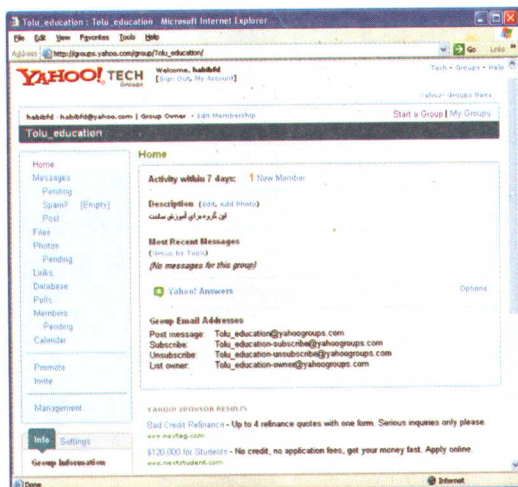 Tolu_education : Tolu_education - Microsoft Internet Explorer
File Edit View Favorites Tools Help
Address http://groups.yahoo.com/group/Tolu_education/ Go Links »
YAHOO! TECH Groups
Welcome, habibfd
[Sign Out, My Account]
Tech - Groups - Help
Yahoo! Groups News
habibfd · habibfd@yahoo.com | Group Owner - Edit Membership
Start a Group | My Groups
Tolu_education
Home
Messages
Pending
Spam? [Empty]
Post
Files
Photos
Pending
Links
Database
Polls
Members
Pending
Calendar
Promote
Invite
Management
Info Settings
Group Information
Home
Activity within 7 days: 1 New Member
Description (Edit, Add Photo)
این گروه برای آموزش سایت
Most Recent Messages
(Group by Topic)
(No messages for this group)
Yahoo! Answers
Options
Group Email Addresses
Post message: Tolu_education@yahoogroups.com
Subscribe: Tolu_education-subscribe@yahoogroups.com
Unsubscribe: Tolu_education-unsubscribe@yahoogroups.com
List owner: Tolu_education-owner@yahoogroups.com
YAHOO! SPONSOR RESULTS
Bad Credit Refinance - Up to 4 refinance quotes with one form. Serious inquiries only please.
www.nextag.com
$120,000 for Students - No credit, no application fees, get your money fast. Apply online.
www.nextstudent.com
Done
Internet